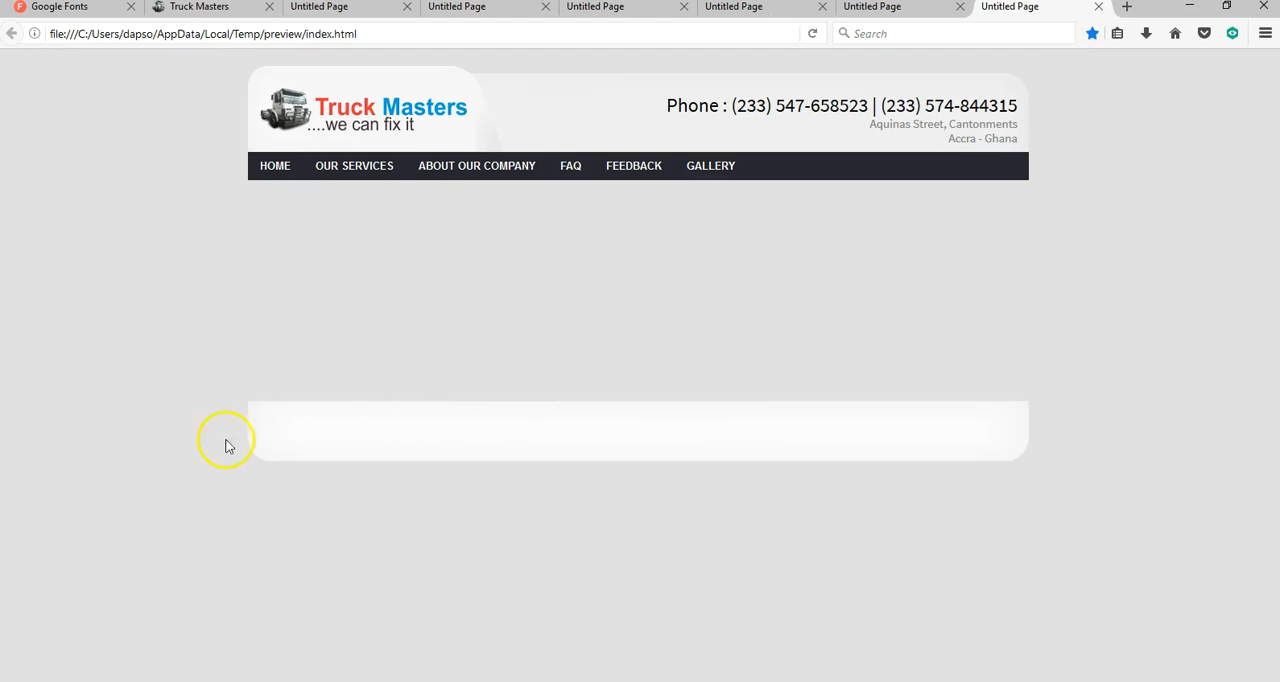 Google Fonts
Truck Masters
Untitled Page
Untitled Page
Untitled Page
Untitled Page
Untitled Page
Untitled Page
file:///C:/Users/dapso/AppData/Local/Temp/preview/index.html
Search
Truck Masters
....we can fix it
Phone : (233) 547-658523 | (233) 574-844315
Aquinas Street, Cantonments
Accra - Ghana
HOME OUR SERVICES ABOUT OUR COMPANY FAQ FEEDBACK GALLERY